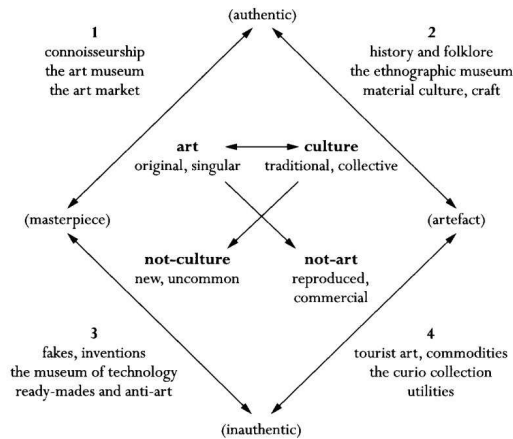 (authentic)
1
connoisseurship
the art museum
the art market
2
history and folklore
the ethnographic museum
material culture, craft
art
original, singular
culture
traditional, collective
(masterpiece)
(artefact)
not-culture
new, uncommon
not-art
reproduced,
commercial
3
fakes, inventions
the museum of technology
ready-mades and anti-art
4
tourist art, commodities
the curio collection
utilities
(inauthentic)